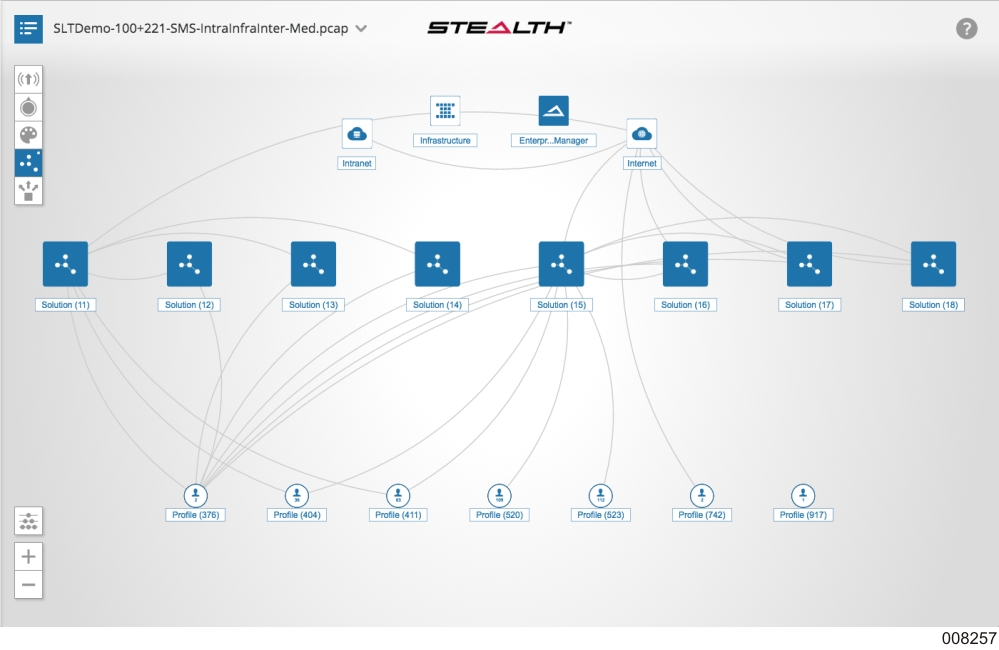 SLTDemo-100+221-SMS-IntraInfraInter-Med.pcap
STEALTH™
?
Infrastructure
Enterpr...Manager
Intranet
Internet
Solution (11)
Solution (12)
Solution (13)
Solution (14)
Solution (15)
Solution (16)
Solution (17)
Solution (18)
Profile (376)
Profile (404)
Profile (411)
Profile (520)
Profile (523)
Profile (742)
Profile (917)
008257